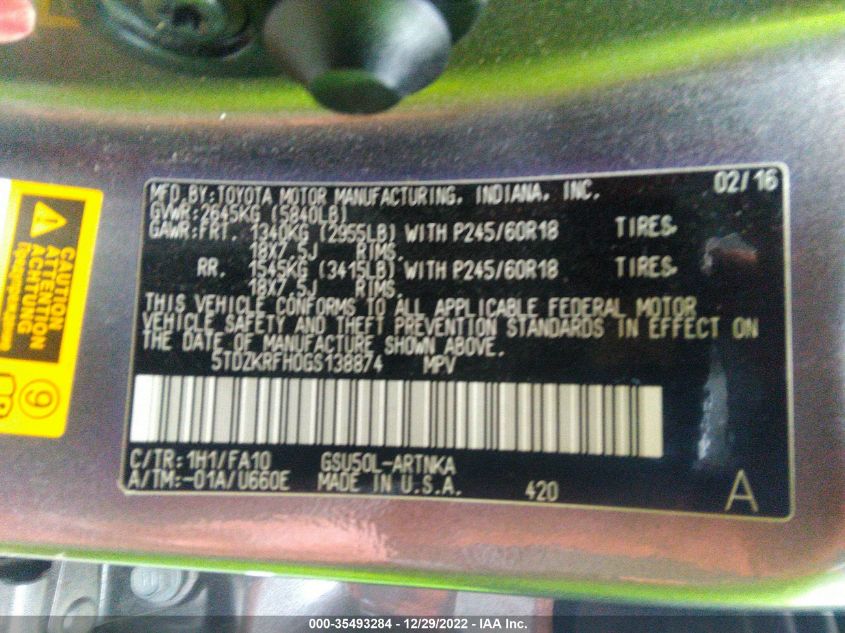 MFD.BY:TOYOTA MOTOR MANUFACTURING, INDIANA, INC. 02/16
GVWR:2645KG (5840LB)
GAWR:FRT. 1340KG (2955LB) WITH P245/60R18 TIRES,
18X7.5J RIMS.
RR. 1545KG (3415LB) WITH P245/60R18 TIRES,
18X7.5J RIMS.
THIS VEHICLE CONFORMS TO ALL APPLICABLE FEDERAL MOTOR
VEHICLE SAFETY AND THEFT PREVENTION STANDARDS IN EFFECT ON
THE DATE OF MANUFACTURE SHOWN ABOVE.
5TDZKRFH0GS138874 MPV
C/TR:1H1/FA10 GSU50L-ARTNKA
A/TM:-01A/U660E MADE IN U.S.A. 420 A
CAUTION
ATTENTION
ACHTUNG
9
000-35493284 - 12/29/2022 - IAA Inc.